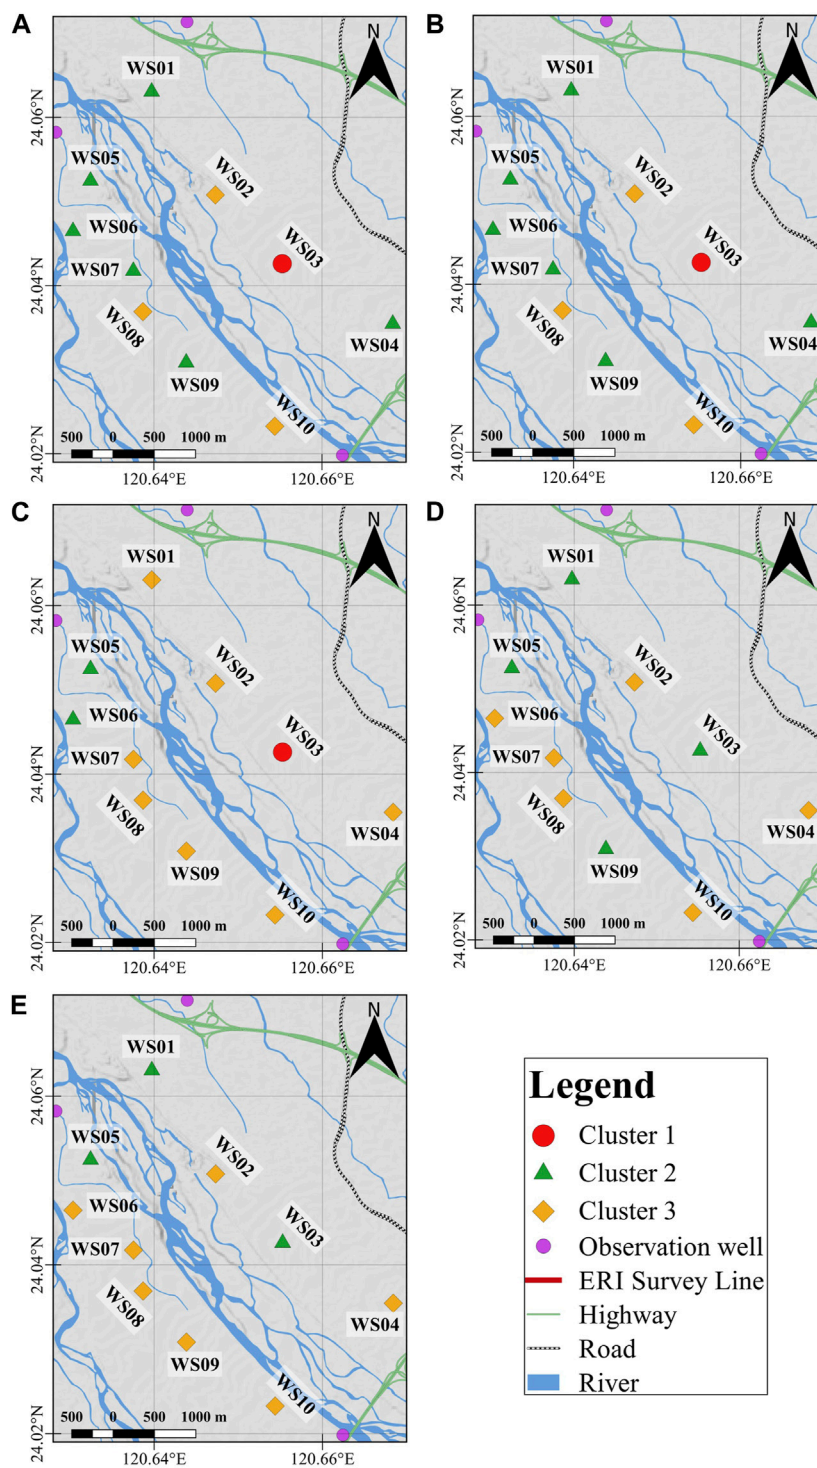 A
N
WS01
24.06°N
WS05
WS02
WS06
WS03
WS07
24.04°N
WS08
WS04
WS09
WS10
500 0 500 1000 m
24.02°N
120.64°E 120.66°E
B
N
WS01
24.06°N
WS05
WS02
WS06
WS03
WS07
24.04°N
WS08
WS04
WS09
WS10
500 0 500 1000 m
24.02°N
120.64°E 120.66°E
C
N
WS01
24.06°N
WS05
WS02
WS06
WS03
WS07
24.04°N
WS08
WS04
WS09
WS10
500 0 500 1000 m
24.02°N
120.64°E 120.66°E
D
N
WS01
24.06°N
WS05
WS02
WS06
WS03
WS07
24.04°N
WS08
WS04
WS09
WS10
500 0 500 1000 m
24.02°N
120.64°E 120.66°E
E
N
WS01
24.06°N
WS05
WS02
WS06
WS03
WS07
24.04°N
WS08
WS04
WS09
WS10
500 0 500 1000 m
24.02°N
120.64°E 120.66°E
Legend
Cluster 1
Cluster 2
Cluster 3
Observation well
ERI Survey Line
Highway
Road
River